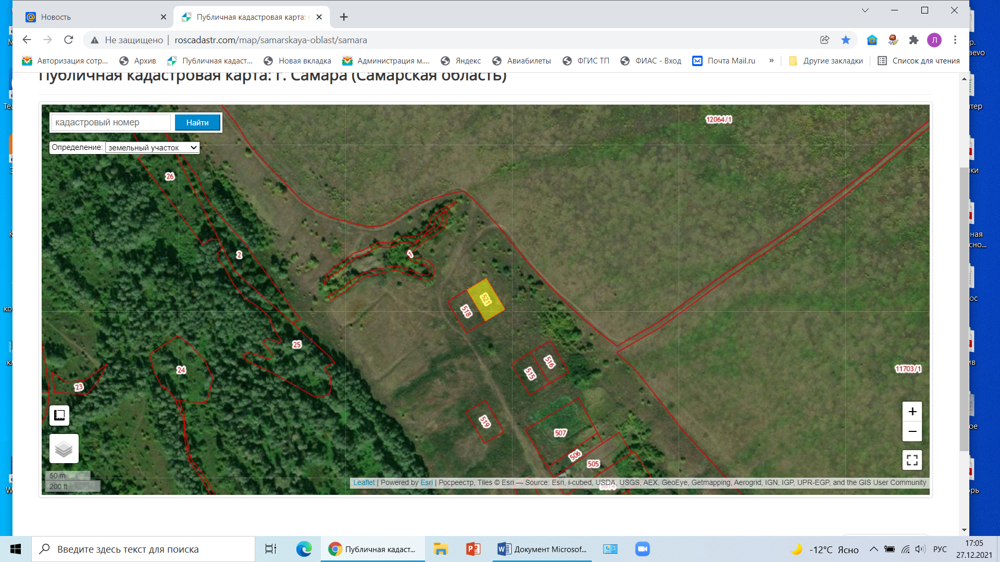 Новость
Публичная кадастровая карта: г
Не защищено
roscadastr.com/map/samarskaya-oblast/samara
Л
Авторизация сотр...
Архив
Публичная кадаст...
Новая вкладка
Администрация м....
Яндекс
Авиабилеты
ФГИС ТП
ФИАС - Вход
Почта Mail.ru
»
Другие закладки
Список для чтения
Публичная кадастровая карта: г. Самара (Самарская область)
кадастровый номер
Найти
Определение: земельный участок
12064/1
26
2
1
521
518
25
24
23
516
515
11703/1
519
507
506
505
+
−
50 m
200 ft
Leaflet | Powered by Esri | Росреестр, Tiles © Esri — Source: Esri, i-cubed, USDA, USGS, AEX, GeoEye, Getmapping, Aerogrid, IGN, IGP, UPR-EGP, and the GIS User Community
Введите здесь текст для поиска
Публичная кадаст...
Документ Microsof...
-12°C Ясно
РУС
17:05
27.12.2021